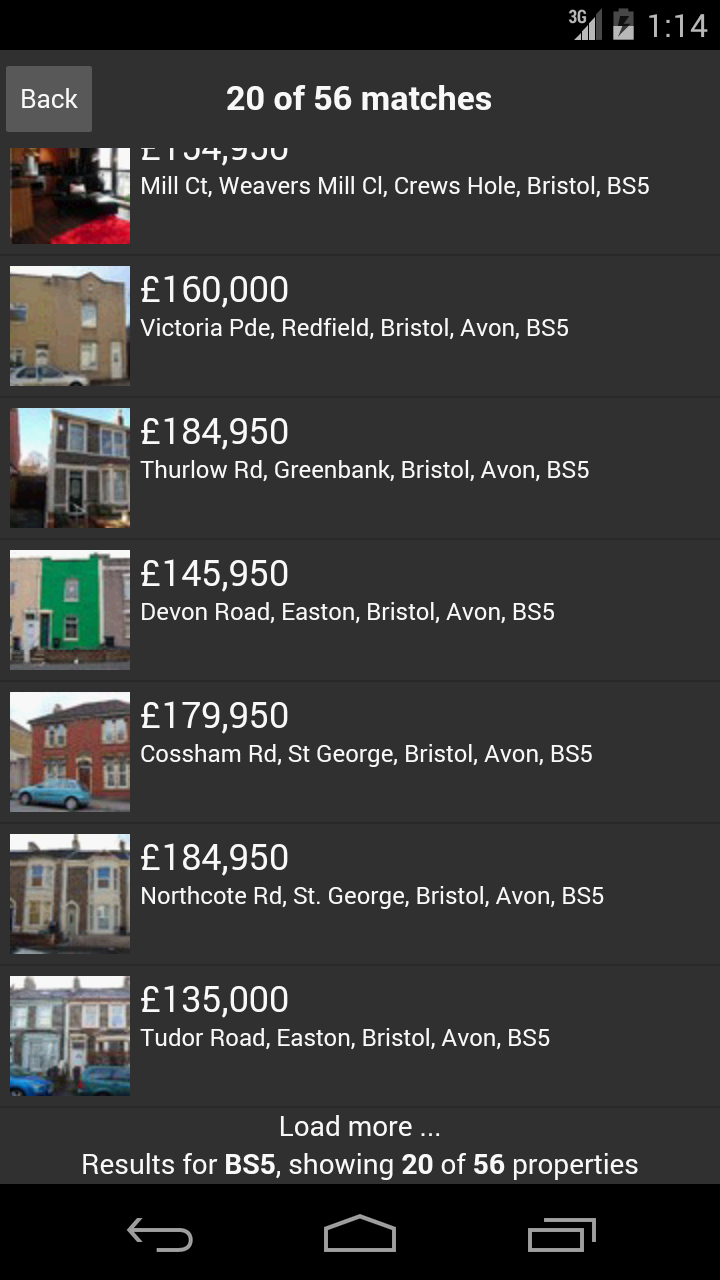 3G
1:14
Back
20 of 56 matches
Mill Ct, Weavers Mill Cl, Crews Hole, Bristol, BS5
£160,000
Victoria Pde, Redfield, Bristol, Avon, BS5
£184,950
Thurlow Rd, Greenbank, Bristol, Avon, BS5
£145,950
Devon Road, Easton, Bristol, Avon, BS5
£179,950
Cossham Rd, St George, Bristol, Avon, BS5
£184,950
Northcote Rd, St. George, Bristol, Avon, BS5
£135,000
Tudor Road, Easton, Bristol, Avon, BS5
Load more ...
Results for BS5, showing 20 of 56 properties